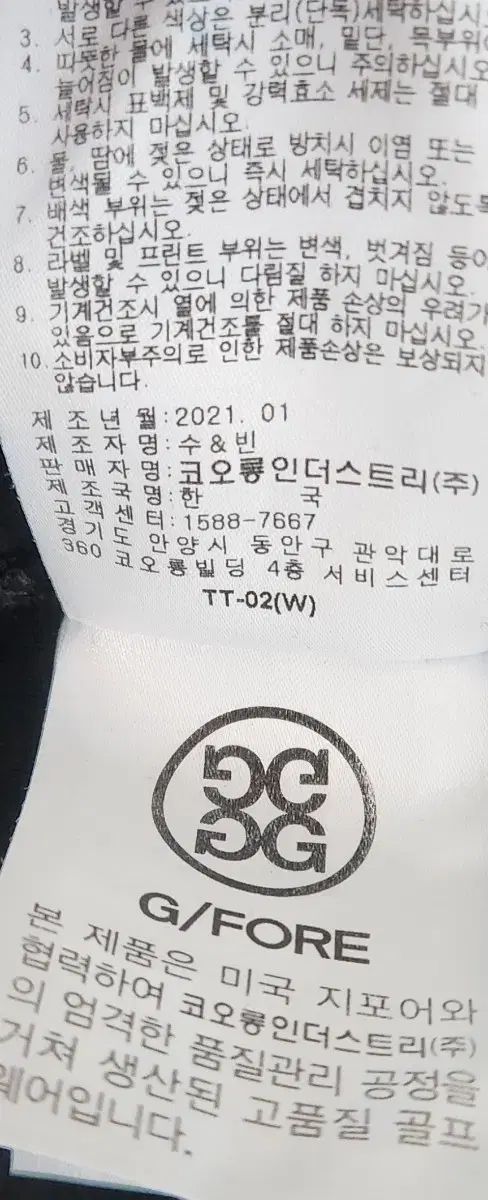 발생할 수 있
3. 서로 다른 색상은 분리(단독)세탁하십시
4. 따뜻한 물에 세탁시 소매, 밑단, 목부위
늘어짐이 발생할 수 있으니 주의하십시오
5. 세탁시 표백제 및 강력효소 세제는 절대
사용하지 마십시오.
6. 물, 땀에 젖은 상태로 방치시 이염 또는
변색될 수 있으니 즉시 세탁하십시오.
7. 배색 부위는 젖은 상태에서 겹치지 않도록
건조하십시오.
8. 라벨 및 프린트 부위는 변색, 벗겨짐 등이
발생할 수 있으니 다림질 하지 마십시오.
9. 기계건조시 열에 의한 제품 손상의 우려가
있음으로 기계건조를 절대 하지 마십시오.
10. 소비자부주의로 인한 제품손상은 보상되지
않습니다.
제 조 년 월:2021. 01
제 조 자 명:수&빈
판 매 자 명:코오롱인더스트리(주)
제 조 국 명:한 국
고 객 센 터:1588-7667
경 기 도 안 양 시 동 안 구 관 악 대 로
360 코 오 롱 빌 딩 4 층 서 비 스 센 터
TT-02(W)
G/FORE
본 제품은 미국 지포어와
협력하여 코오롱인더스트리(주)
의 엄격한 품질관리 공정을
거쳐 생산된 고품질 골프
웨어입니다.